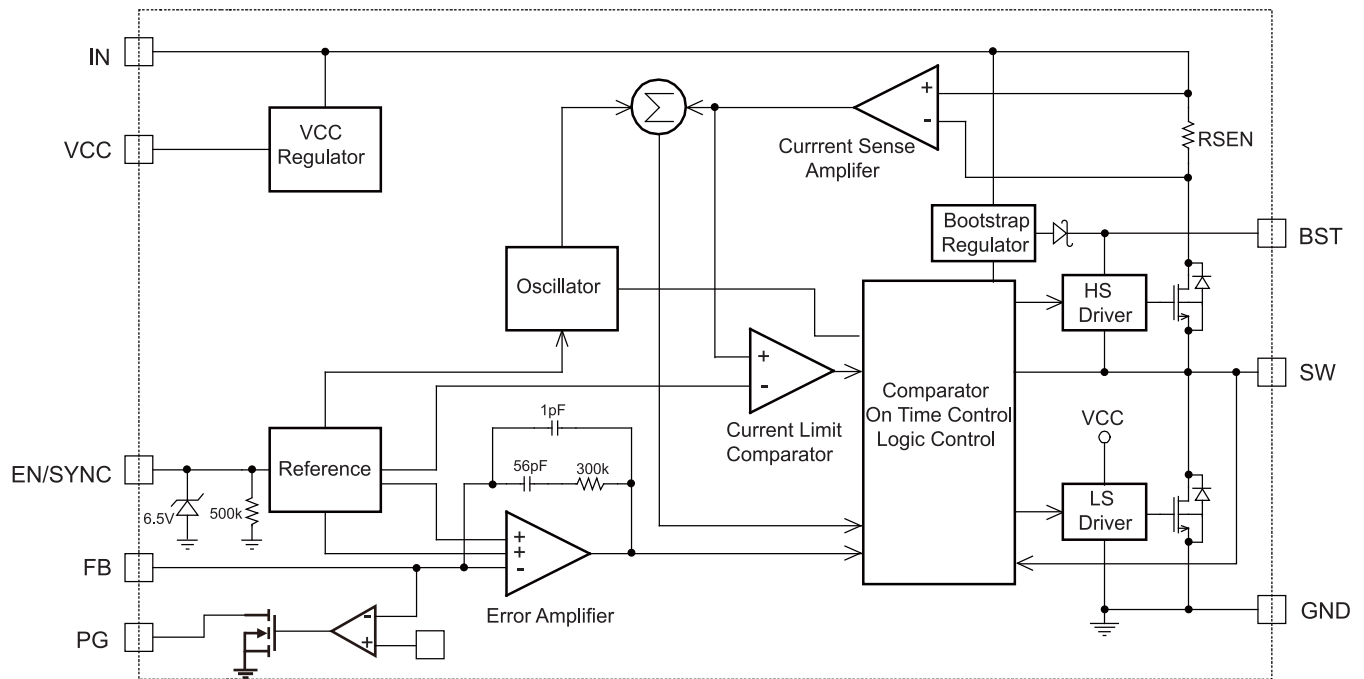 IN
VCC
Regulator
VCC
Σ
+
-
Currrent Sense
Amplifer
RSEN
Bootstrap
Regulator
BST
Oscillator
HS
Driver
+
-
Current Limit
Comparator
Comparator
On Time Control
Logic Control
SW
VCC
1pF
56pF
300k
EN/SYNC
Reference
6.5V
500k
LS
Driver
+
+
-
Error Amplifier
FB
-
+
PG
GND